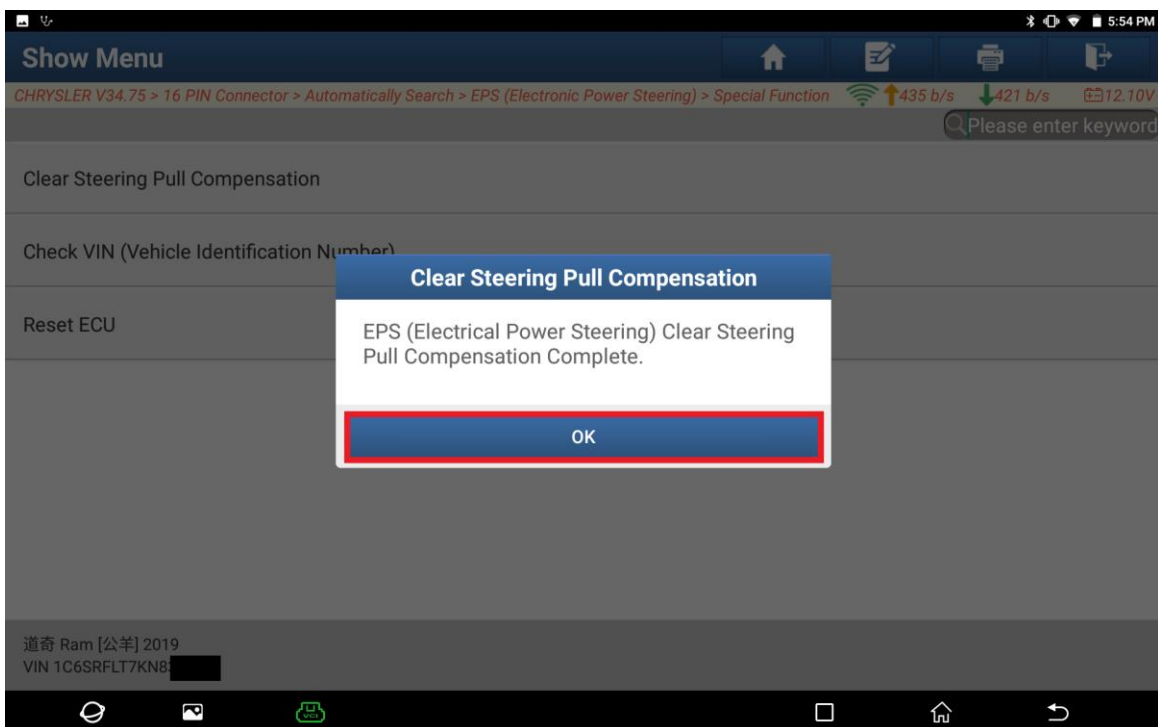 5:54 PM
Show Menu
CHRYSLER V34.75 > 16 PIN Connector > Automatically Search > EPS (Electronic Power Steering) > Special Function 435 b/s 421 b/s 12.10V
Please enter keyword
Clear Steering Pull Compensation
Check VIN (Vehicle Identification Number)
Clear Steering Pull Compensation
Reset ECU
EPS (Electrical Power Steering) Clear Steering
Pull Compensation Complete.
OK
道奇 Ram [公羊] 2019
VIN 1C6SRFLT7KN8
VCI